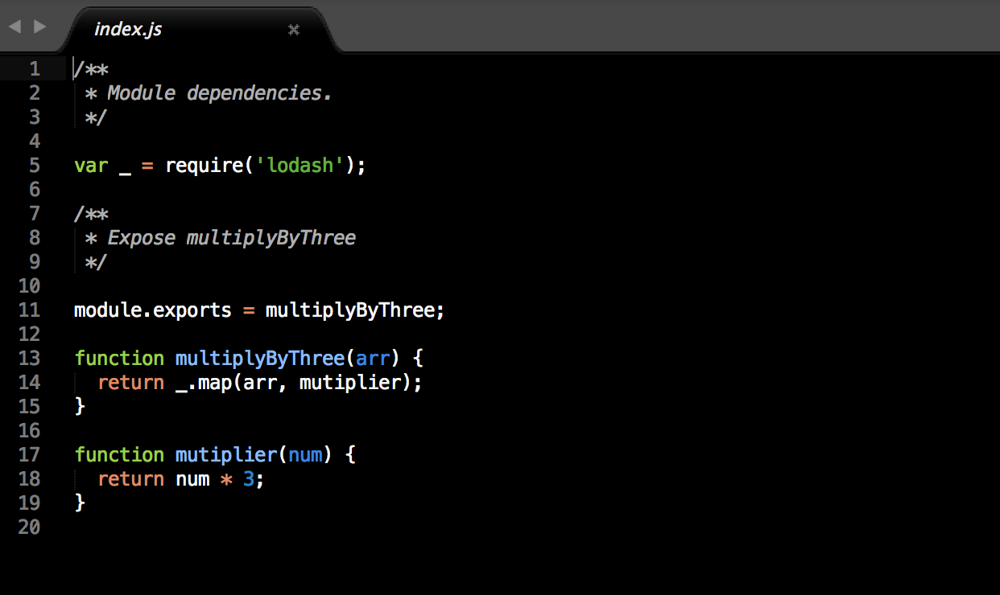 index.js
1 /**
2  * Module dependencies.
3  */
4
5 var _ = require('lodash');
6
7 /**
8  * Expose multiplyByThree
9  */
10
11 module.exports = multiplyByThree;
12
13 function multiplyByThree(arr) {
14   return _.map(arr, mutiplier);
15 }
16
17 function mutiplier(num) {
18   return num * 3;
19 }
20